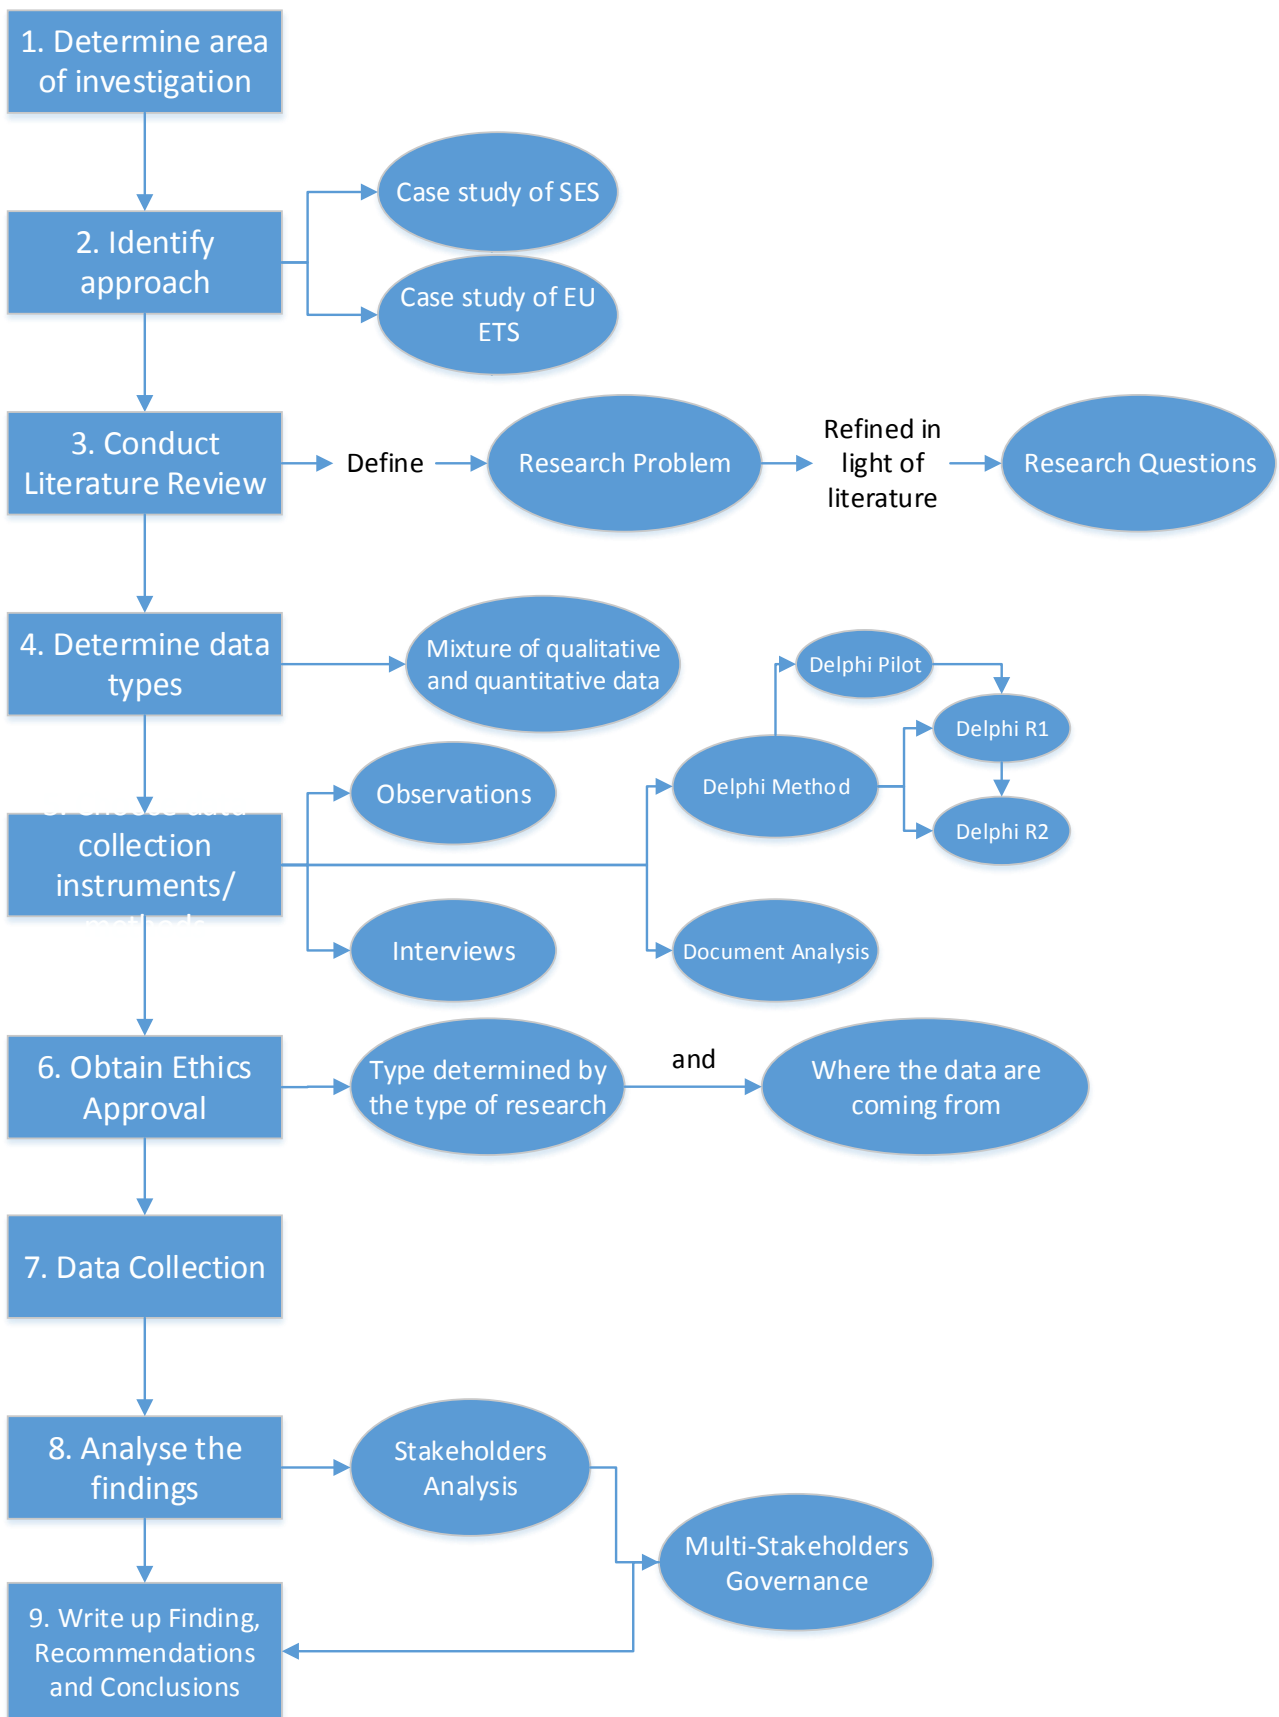 1. Determine area
of investigation
Case study of SES
2. Identify
approach
Case study of EU
ETS
3. Conduct
Literature Review
Define
Research Problem
Refined in
light of
literature
Research Questions
4. Determine data
types
Mixture of qualitative
and quantitative data
Delphi Pilot
Delphi R1
Delphi Method
Delphi R2
Observations
collection
instruments/
methods
Interviews
Document Analysis
6. Obtain Ethics
Approval
Type determined by
the type of research
and
Where the data are
coming from
7. Data Collection
8. Analyse the
findings
Stakeholders
Analysis
Multi-Stakeholders
Governance
9. Write up Finding,
Recommendations
and Conclusions